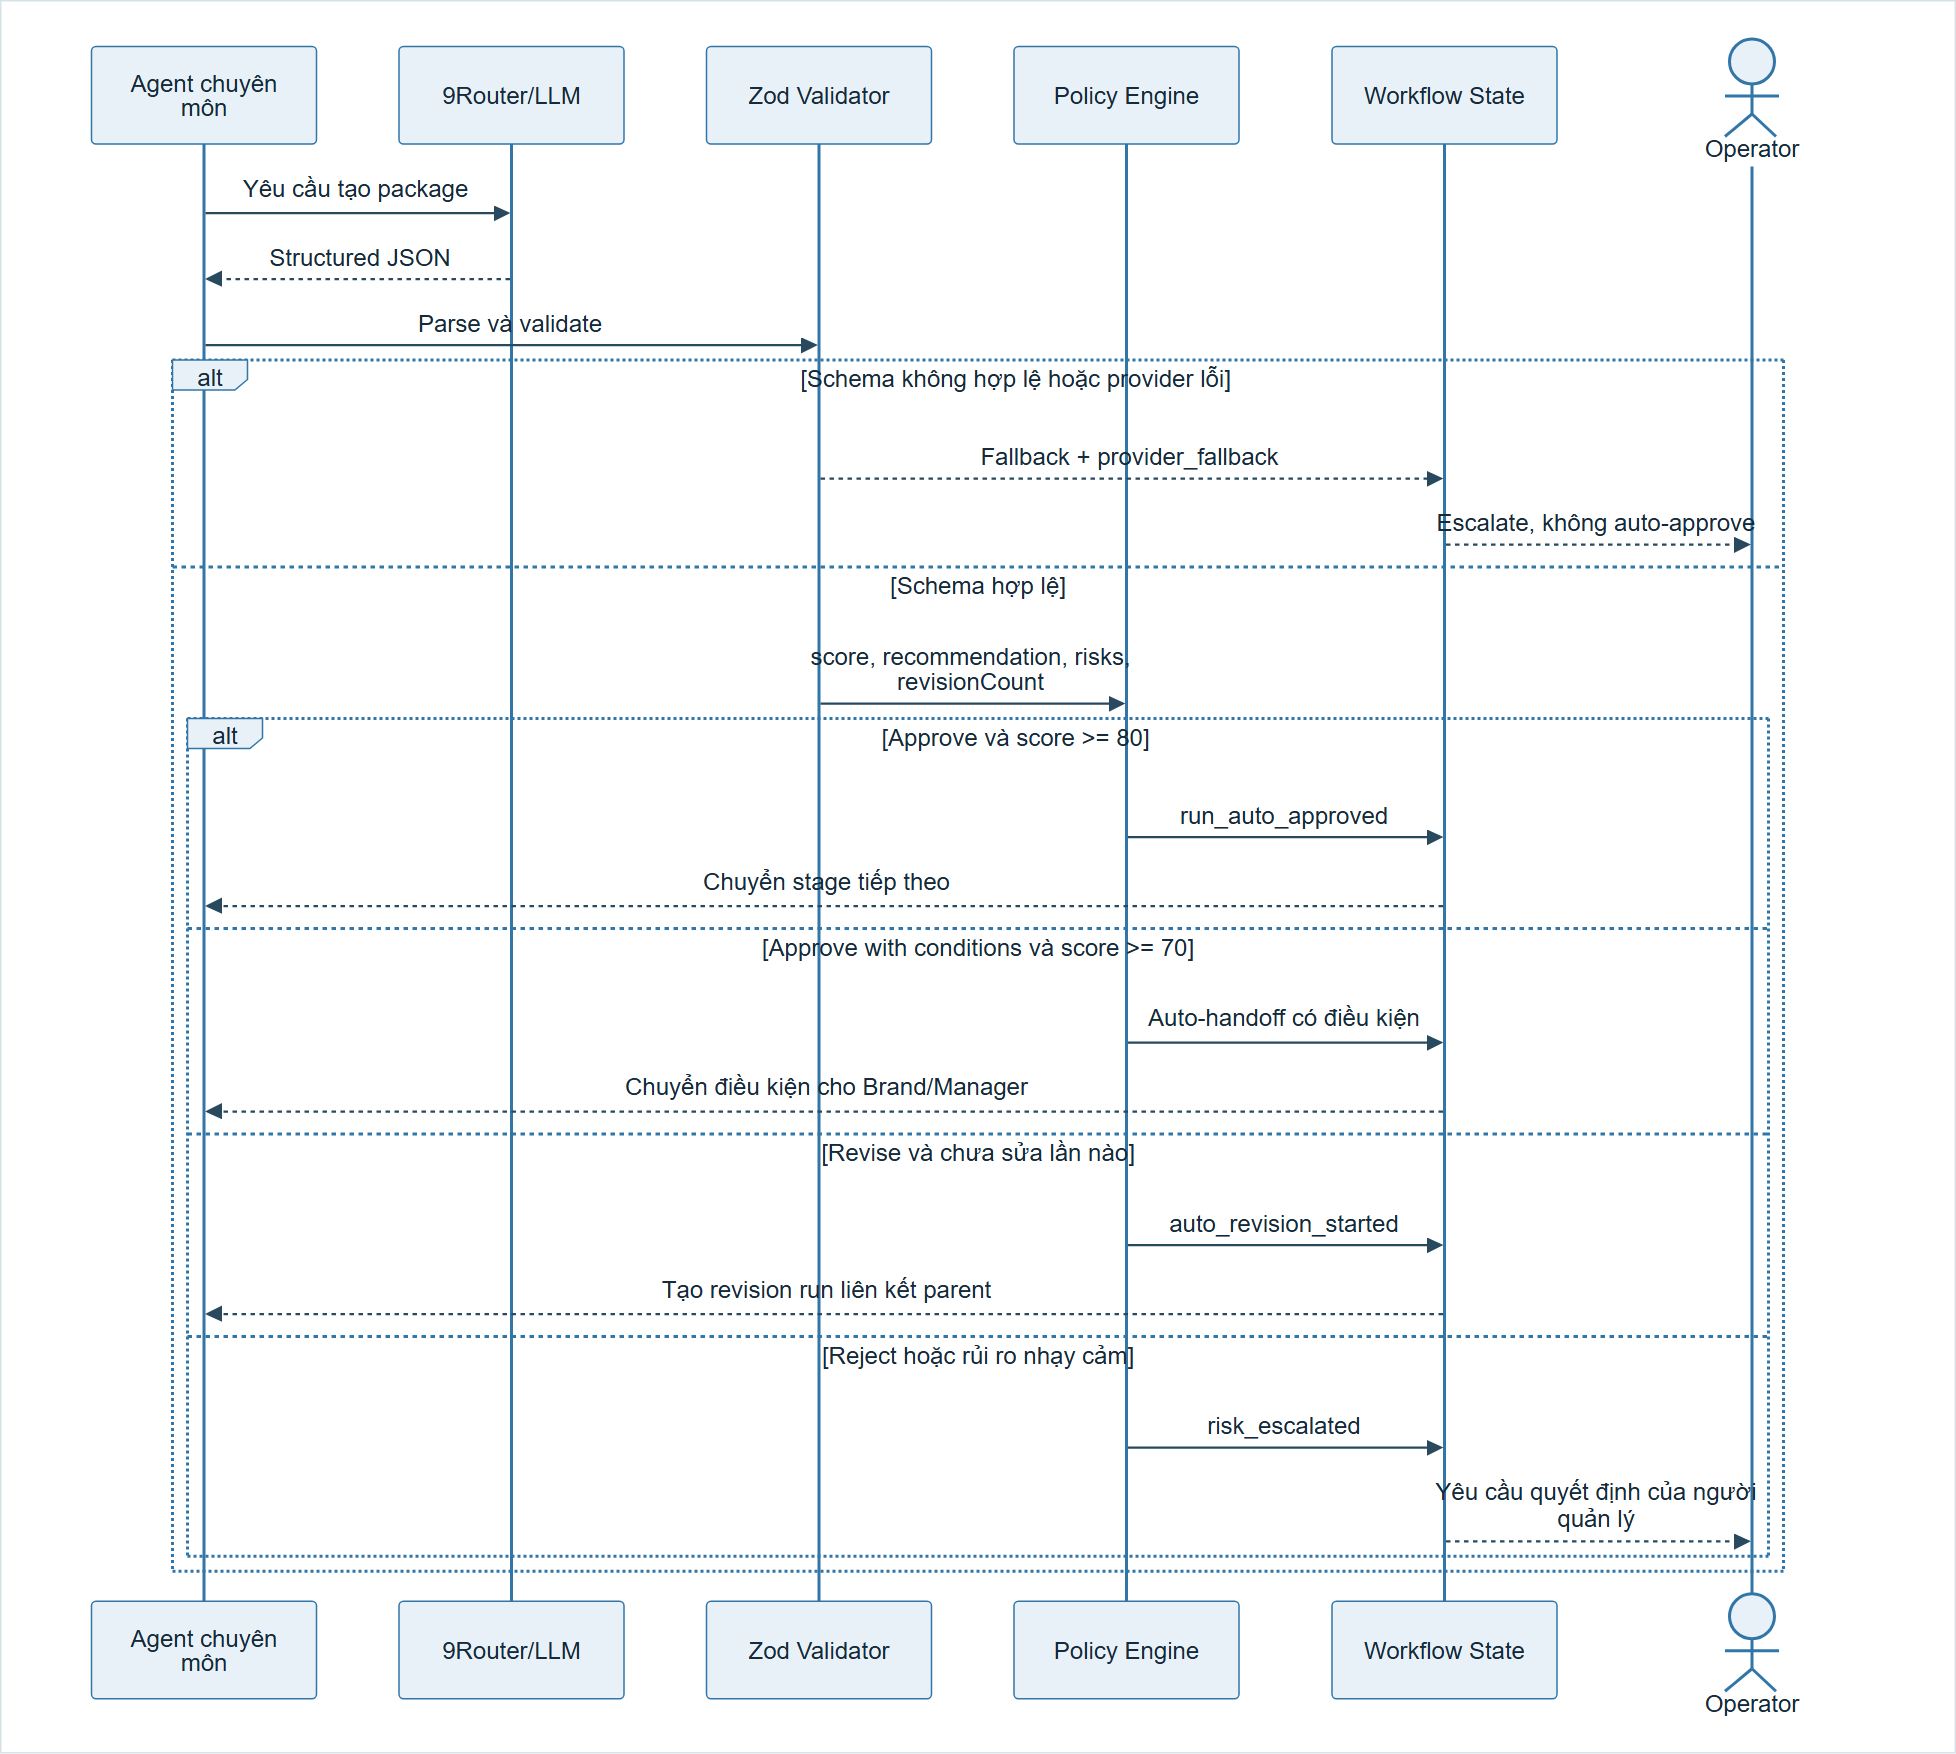 Agent chuyên
môn
9Router/LLM
Zod Validator
Policy Engine
Workflow State
Operator
Yêu cầu tạo package
Structured JSON
Parse và validate
alt
[Schema không hợp lệ hoặc provider lỗi]
Fallback + provider_fallback
Escalate, không auto-approve
[Schema hợp lệ]
score, recommendation, risks,
revisionCount
alt
[Approve và score >= 80]
run_auto_approved
Chuyển stage tiếp theo
[Approve with conditions và score >= 70]
Auto-handoff có điều kiện
Chuyển điều kiện cho Brand/Manager
[Revise và chưa sửa lần nào]
auto_revision_started
Tạo revision run liên kết parent
[Reject hoặc rủi ro nhạy cảm]
risk_escalated
Yêu cầu quyết định của người
quản lý
Agent chuyên
môn
9Router/LLM
Zod Validator
Policy Engine
Workflow State
Operator